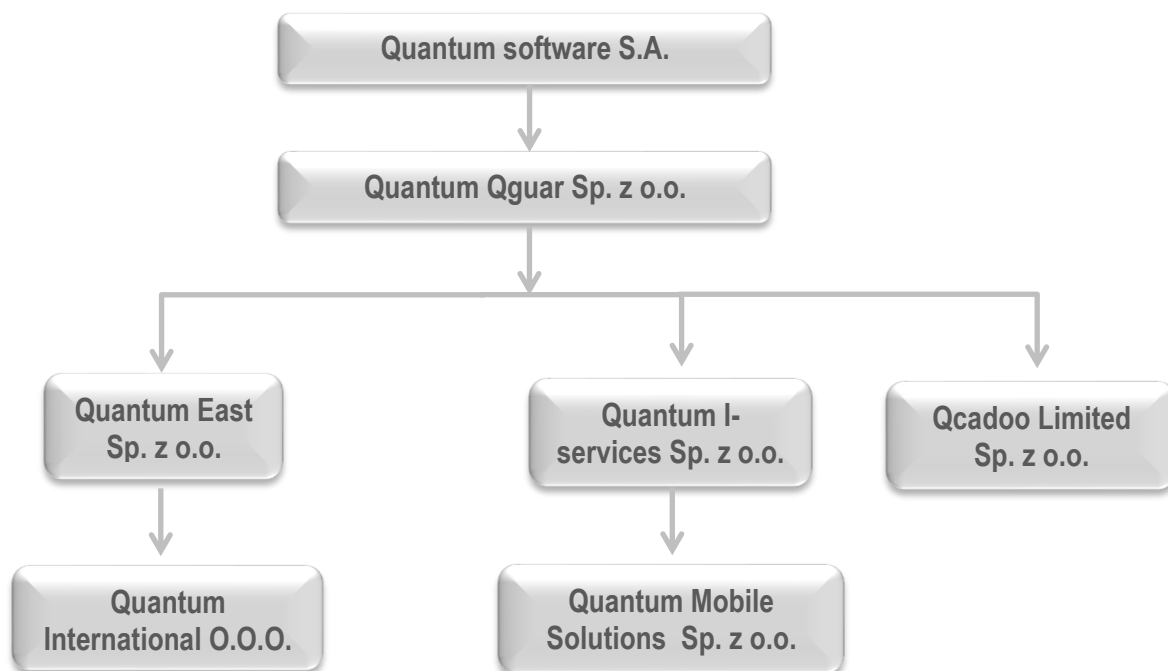 Quantum software S.A.
Quantum Qguar Sp. z o.o.
Quantum East
Sp. z o.o.
Quantum I-
services Sp. z o.o.
Qcadoo Limited
Sp. z o.o.
Quantum
International O.O.O.
Quantum Mobile
Solutions Sp. z o.o.